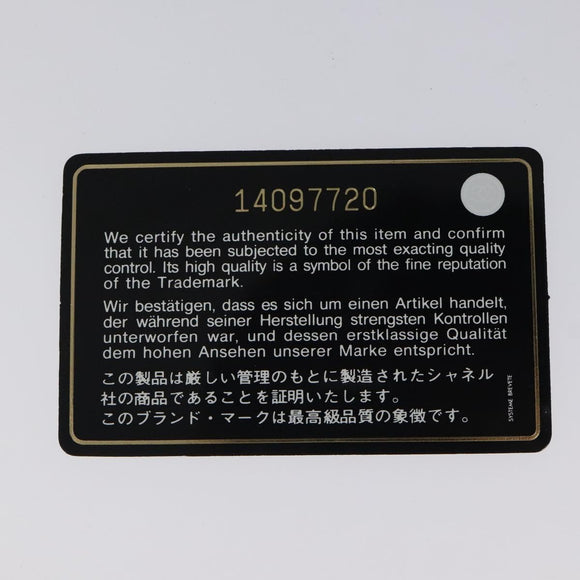 14097720
We certify the authenticity of this item and confirm
that it has been subjected to the most exacting quality
control. Its high quality is a symbol of the fine reputation
of the Trademark.
Wir bestätigen, dass es sich um einen Artikel handelt,
der während seiner Herstellung strengsten Kontrollen
unterworfen war, und dessen erstklassige Qualität
dem hohen Ansehen unserer Marke entspricht.
この製品は厳しい管理のもとに製造されたシャネル
社の商品であることを証明いたします。
このブランド・マークは最高級品質の象徴です。
SYSTEME BREVETE